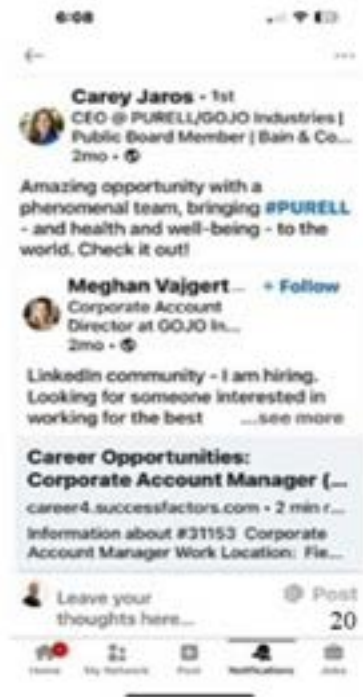 6:08
Carey Jaros - 1st
CEO @ PURELL/GOJO Industries |
Public Board Member | Bain & Co...
2mo •
Amazing opportunity with a
phenomenal team, bringing #PURELL
- and health and well-being - to the
world. Check it out!
Meghan Vajgert... + Follow
Corporate Account
Director at GOJO In...
2mo •
LinkedIn community - I am hiring.
Looking for someone interested in
working for the best ....see more
Career Opportunities:
Corporate Account Manager (...
career4.successfactors.com • 2 min r...
Information about #31153 Corporate
Account Manager Work Location: Fie...
Leave your
thoughts here...
@ Post
20
Home My Network Post Notifications Jobs